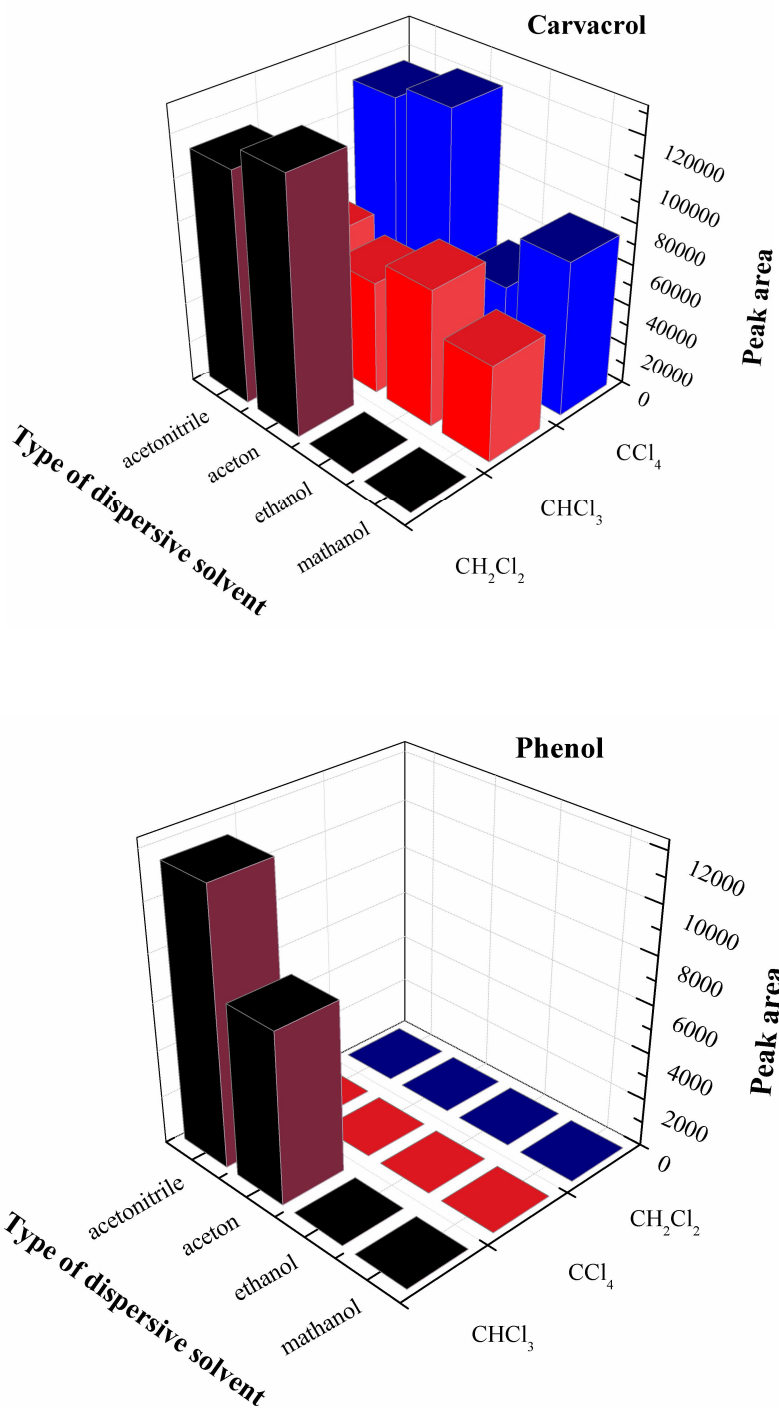 Carvacrol
120000
100000
80000
60000
40000
20000
0
Peak area
acetonitrile
aceton
ethanol
mathanol
Type of dispersive solvent
CCl₄
CHCl₃
CH₂Cl₂
Phenol
12000
10000
8000
6000
4000
2000
0
Peak area
acetonitrile
aceton
ethanol
mathanol
Type of dispersive solvent
CH₂Cl₂
CCl₄
CHCl₃